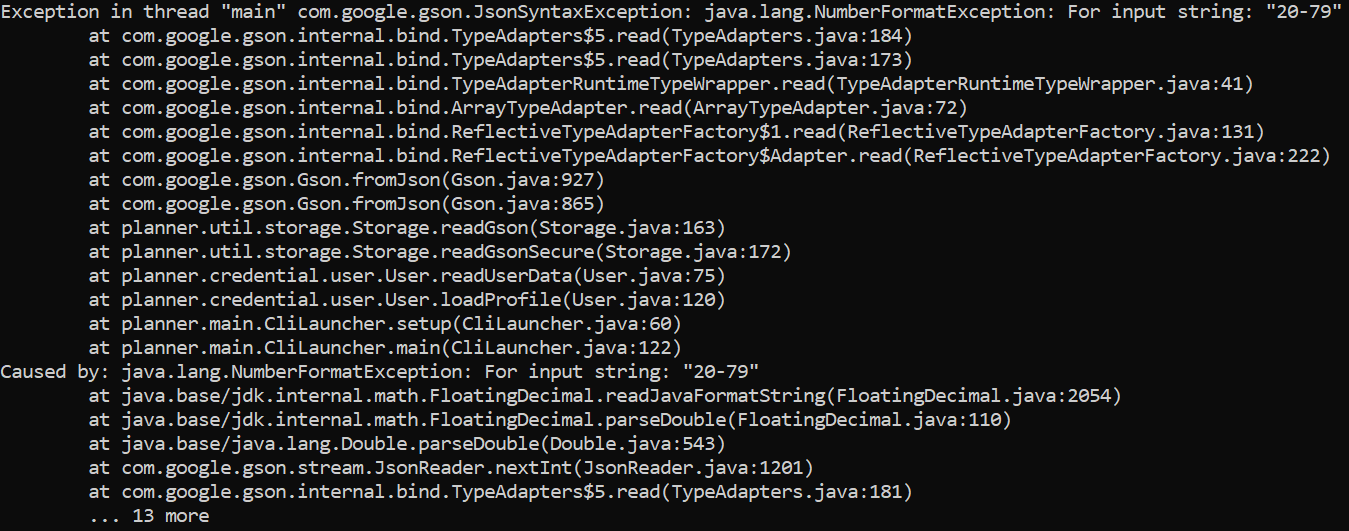 Exception in thread "main" com.google.gson.JsonSyntaxException: java.lang.NumberFormatException: For input string: "20-79"
at com.google.gson.internal.bind.TypeAdapters$5.read(TypeAdapters.java:184)
at com.google.gson.internal.bind.TypeAdapters$5.read(TypeAdapters.java:173)
at com.google.gson.internal.bind.TypeAdapterRuntimeTypeWrapper.read(TypeAdapterRuntimeTypeWrapper.java:41)
at com.google.gson.internal.bind.ArrayTypeAdapter.read(ArrayTypeAdapter.java:72)
at com.google.gson.internal.bind.ReflectiveTypeAdapterFactory$1.read(ReflectiveTypeAdapterFactory.java:131)
at com.google.gson.internal.bind.ReflectiveTypeAdapterFactory$Adapter.read(ReflectiveTypeAdapterFactory.java:222)
at com.google.gson.Gson.fromJson(Gson.java:927)
at com.google.gson.Gson.fromJson(Gson.java:865)
at planner.util.storage.Storage.readGson(Storage.java:163)
at planner.util.storage.Storage.readGsonSecure(Storage.java:172)
at planner.credential.user.User.readUserData(User.java:75)
at planner.credential.user.User.loadProfile(User.java:120)
at planner.main.CliLauncher.setup(CliLauncher.java:60)
at planner.main.CliLauncher.main(CliLauncher.java:122)
Caused by: java.lang.NumberFormatException: For input string: "20-79"
at java.base/jdk.internal.math.FloatingDecimal.readJavaFormatString(FloatingDecimal.java:2054)
at java.base/jdk.internal.math.FloatingDecimal.parseDouble(FloatingDecimal.java:110)
at java.base/java.lang.Double.parseDouble(Double.java:543)
at com.google.gson.stream.JsonReader.nextInt(JsonReader.java:1201)
at com.google.gson.internal.bind.TypeAdapters$5.read(TypeAdapters.java:181)
... 13 more